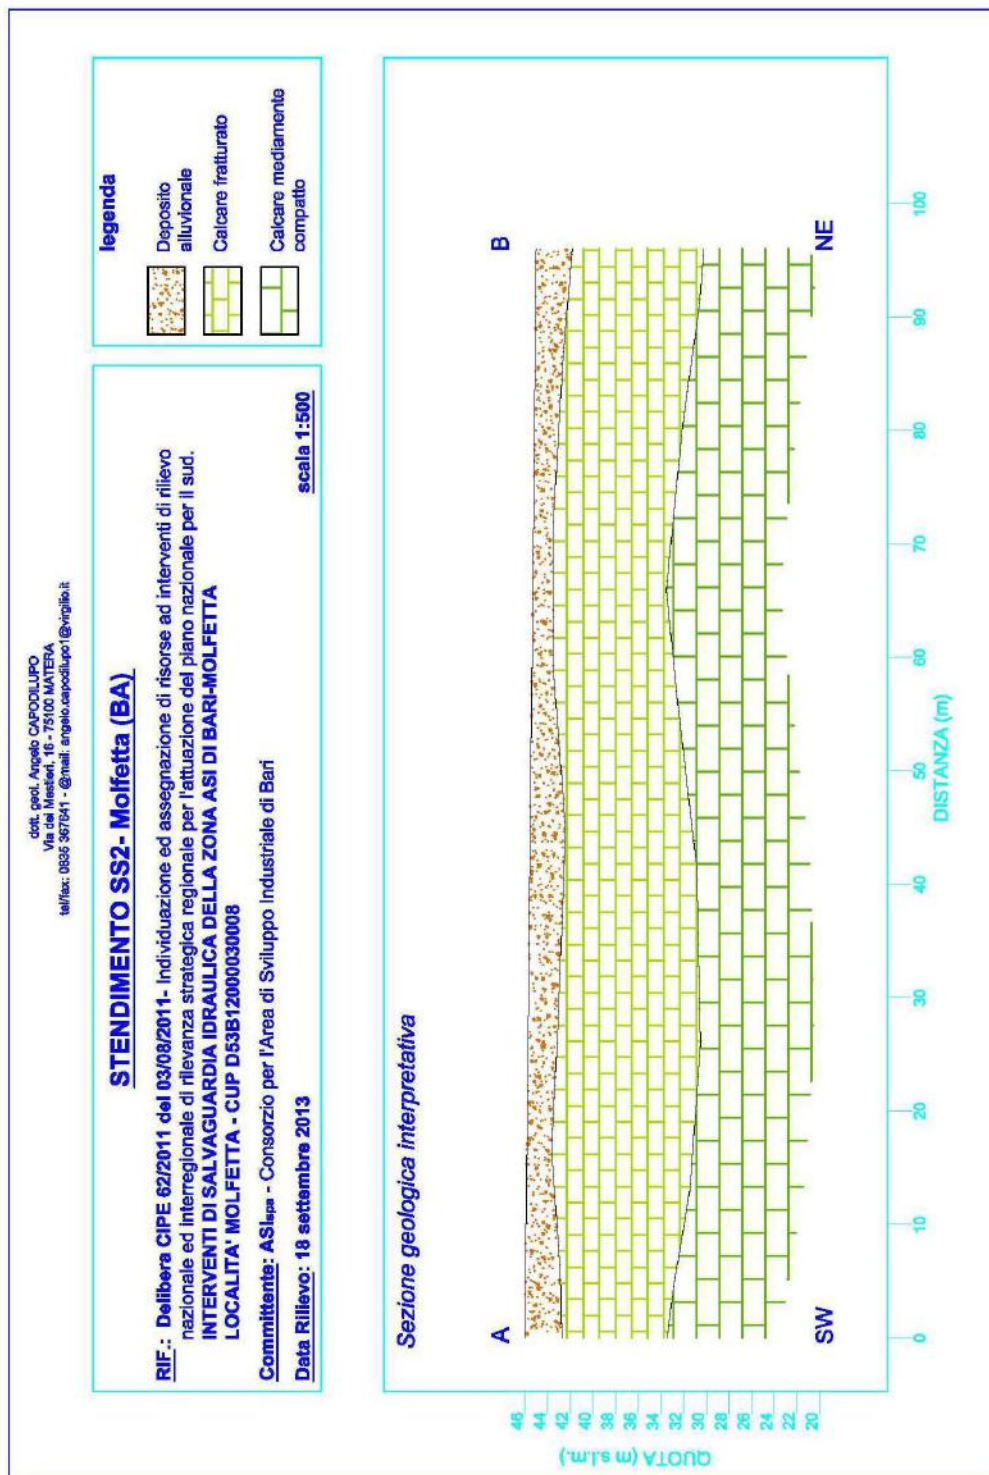 dott. geol. Angelo CAPODILUPO
Via dei Mestieri, 16 - 75100 MATERA
tel/fax: 0835 367641 - @mail: angelo.capodilupo1@virgilio.it
STENDIMENTO SS2- Molfetta (BA)
RIF.: Delibera CIPE 62/2011 del 03/08/2011- Individuazione ed assegnazione di risorse ad interventi di rilievo
nazionale ed interregionale di rilevanza strategica regionale per l'attuazione del piano nazionale per il sud.
INTERVENTI DI SALVAGUARDIA IDRAULICA DELLA ZONA ASI DI BARI-MOLFETTA
LOCALITA' MOLFETTA - CUP D53B12000030008
Committente: ASIspa - Consorzio per l'Area di Sviluppo Industriale di Bari
Data Rilievo: 18 settembre 2013
scala 1:500
legenda
Deposito
alluvionale
Calcare fratturato
Calcare mediamente
compatto
Sezione geologica interpretativa
A
B
SW
NE
QUOTA (m s.l.m.)
46
44
42
40
38
36
34
32
30
28
26
24
22
20
0
10
20
30
40
50
60
70
80
90
100
DISTANZA (m)